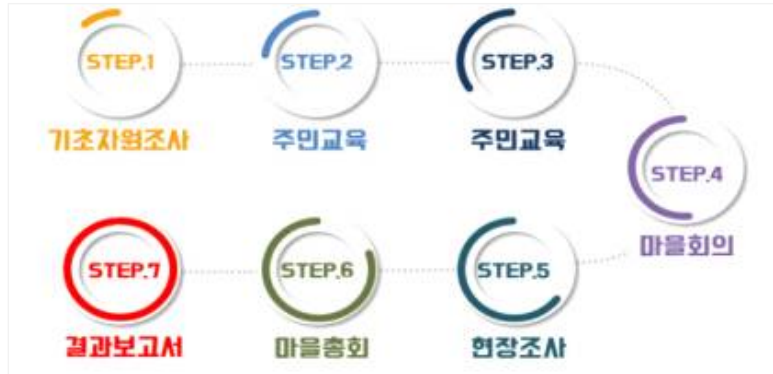 STEP.1
기초자원조사
STEP.2
주민교육
STEP.3
주민교육
STEP.4
마을회의
STEP.5
현장조사
STEP.6
마을총회
STEP.7
결과보고서